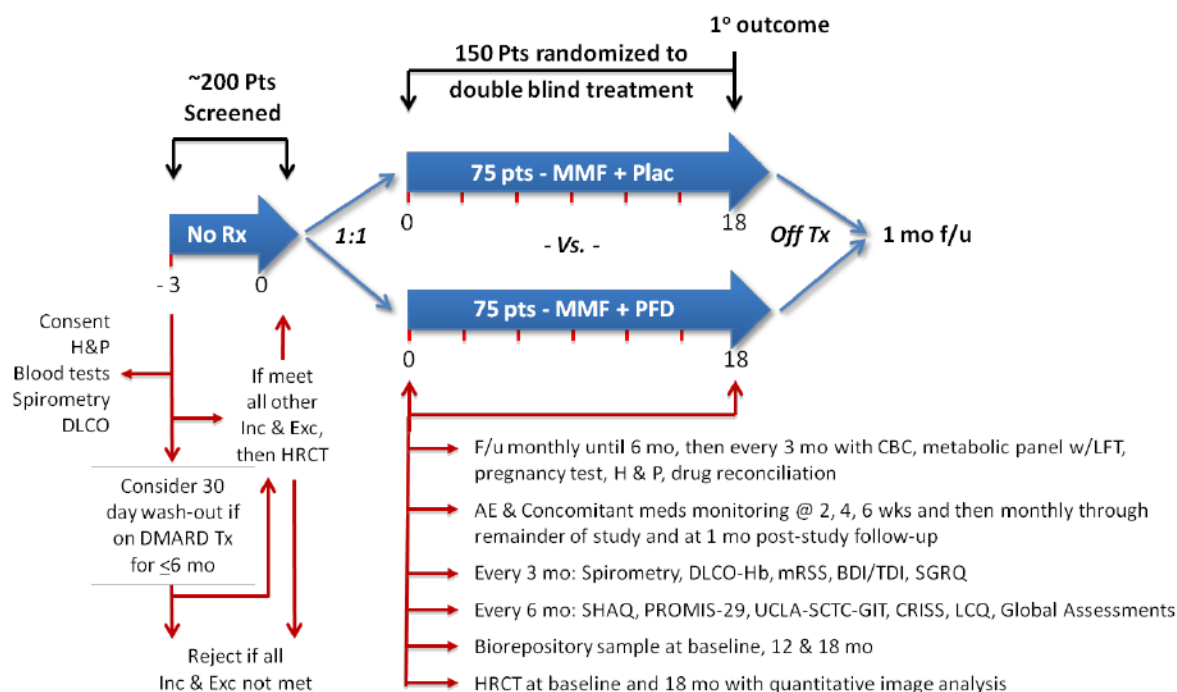 1° outcome
150 Pts randomized to
double blind treatment
~200 Pts
Screened
No Rx
- 3
0
1:1
75 pts - MMF + Plac
0
18
- Vs. -
75 pts - MMF + PFD
0
18
Off Tx
1 mo f/u
Consent
H&P
Blood tests
Spirometry
DLCO
If meet
all other
Inc & Exc,
then HRCT
Consider 30
day wash-out if
on DMARD Tx
for ≤6 mo
Reject if all
Inc & Exc not met
F/u monthly until 6 mo, then every 3 mo with CBC, metabolic panel w/LFT,
pregnancy test, H & P, drug reconciliation
AE & Concomitant meds monitoring @ 2, 4, 6 wks and then monthly through
remainder of study and at 1 mo post-study follow-up
Every 3 mo: Spirometry, DLCO-Hb, mRSS, BDI/TDI, SGRQ
Every 6 mo: SHAQ, PROMIS-29, UCLA-SCTC-GIT, CRISS, LCQ, Global Assessments
Biorepository sample at baseline, 12 & 18 mo
HRCT at baseline and 18 mo with quantitative image analysis